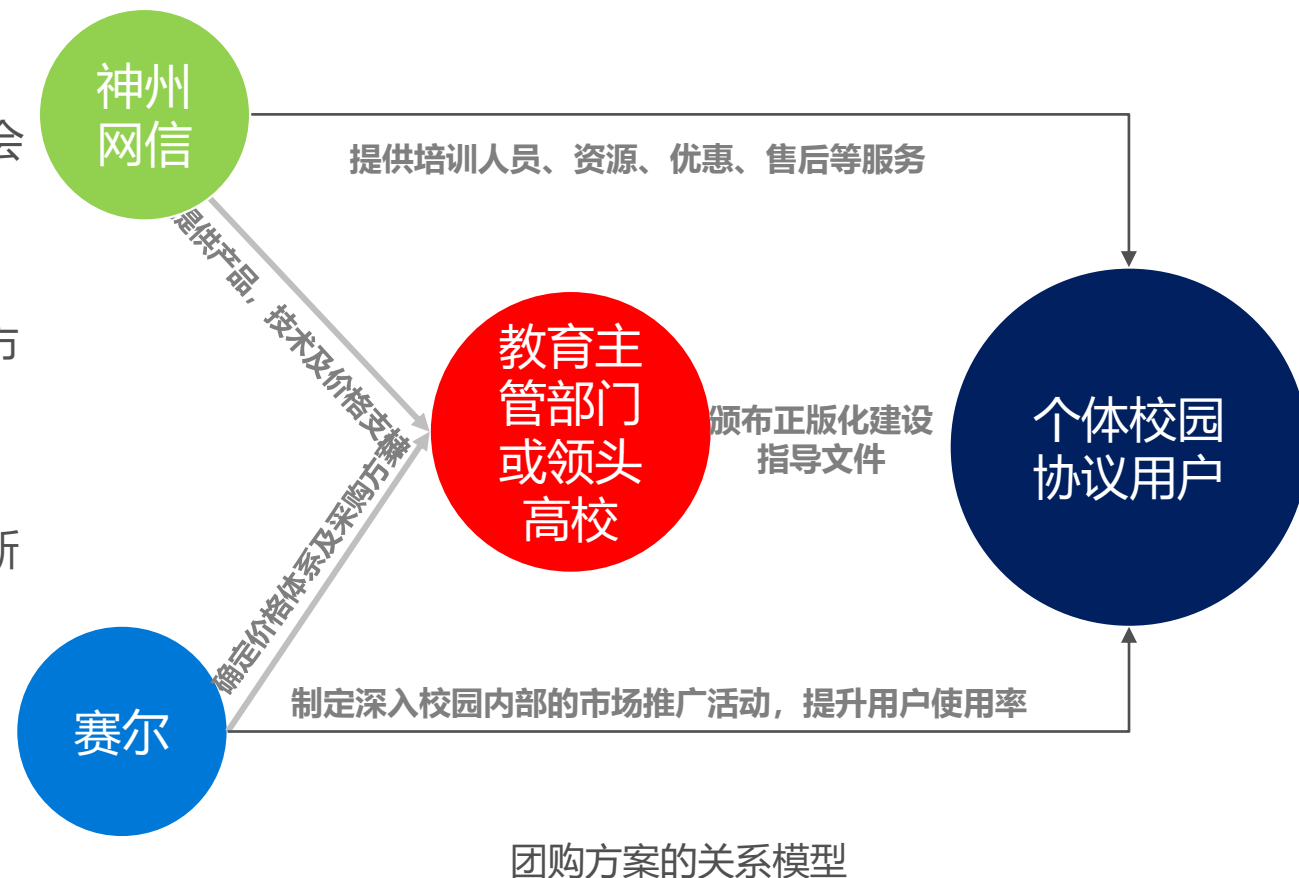 神州
网信
会
提供培训人员、资源、优惠、售后等服务
提供产品，技术及价格支
市
教育主
管部门
或领头
高校
颁布正版化建设
指导文件
个体校园
协议用户
确定价格体系及采购方案
新
赛尔
制定深入校园内部的市场推广活动，提升用户使用率
团购方案的关系模型